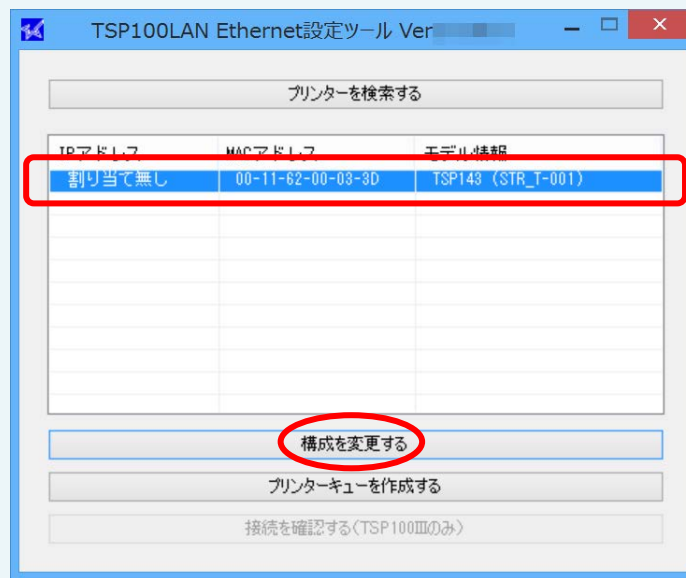 TSP100LAN Ethernet設定ツール Ver
プリンターを検索する
IPアドレス MACアドレス モデル情報
割り当て無し 00-11-62-00-03-3D TSP143 (STR_T-001)
構成を変更する
プリンターキューを作成する
接続を確認する(TSP100Ⅲのみ)